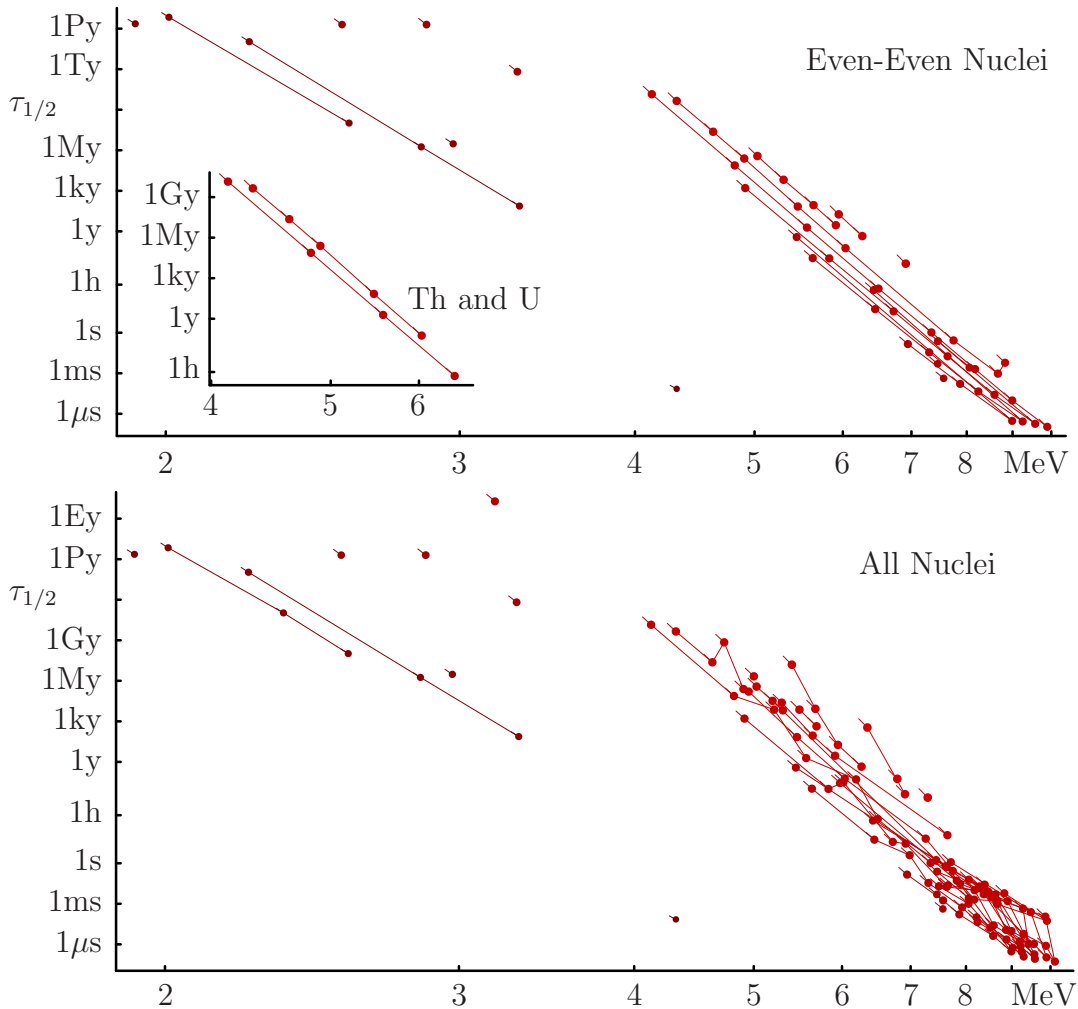 1Py
1Ty
Even-Even Nuclei
τ1/2
1My
1ky
1y
1h
1s
1ms
1μs
1Gy
1My
1ky
1y
1h
Th and U
4 5 6
2 3 4 5 6 7 8 MeV
1Ey
1Py
All Nuclei
τ1/2
1Gy
1My
1ky
1y
1h
1s
1ms
1μs
2 3 4 5 6 7 8 MeV